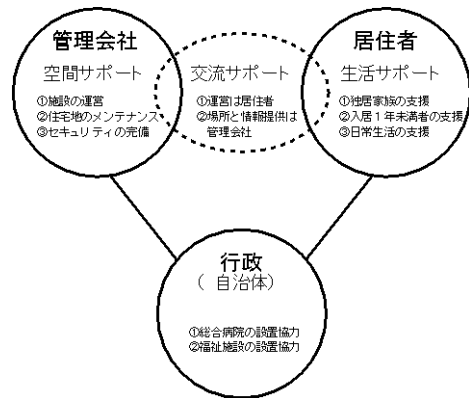 管理会社
空間サポート
①施設の運営
②住宅地のメンテナンス
③セキュリティの完備
交流サポート
①運営は居住者
②場所と情報提供は
管理会社
居住者
生活サポート
①独居家族の支援
②入居1年未満者の支援
③日常生活の支援
行政
(自治体)
①総合病院の設置協力
②福祉施設の設置協力